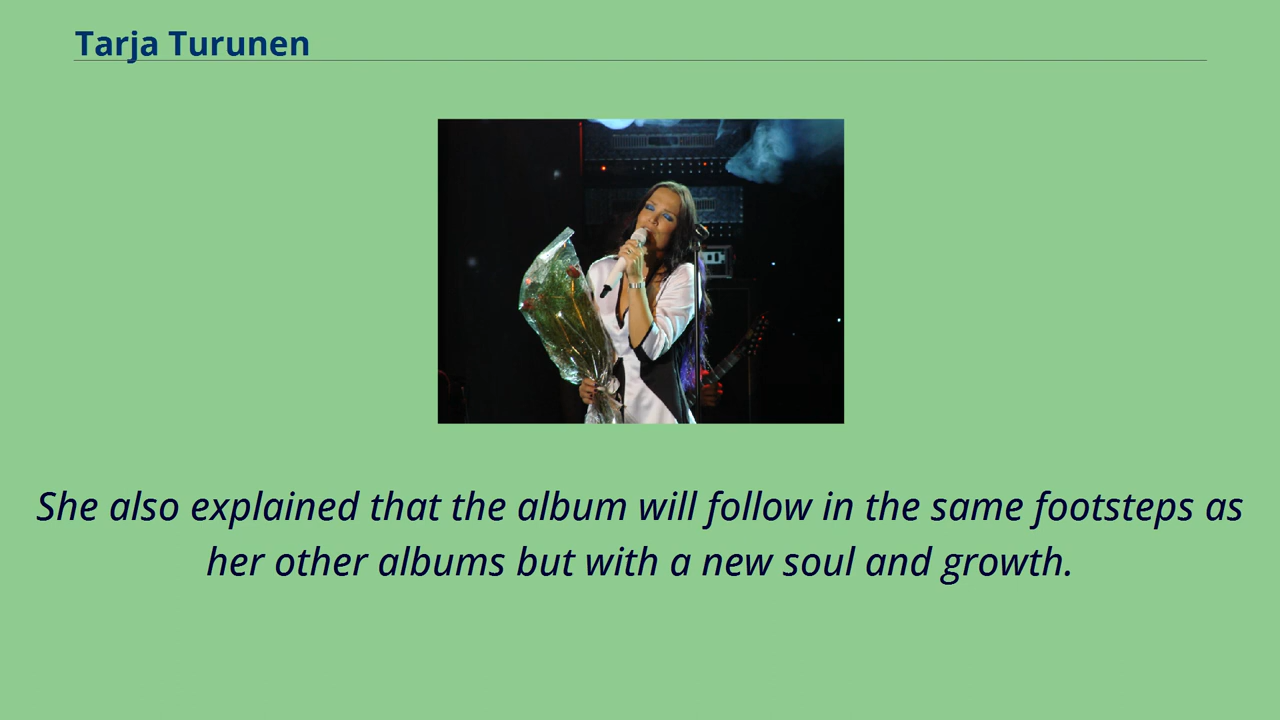 Tarja Turunen
She also explained that the album will follow in the same footsteps as
her other albums but with a new soul and growth.